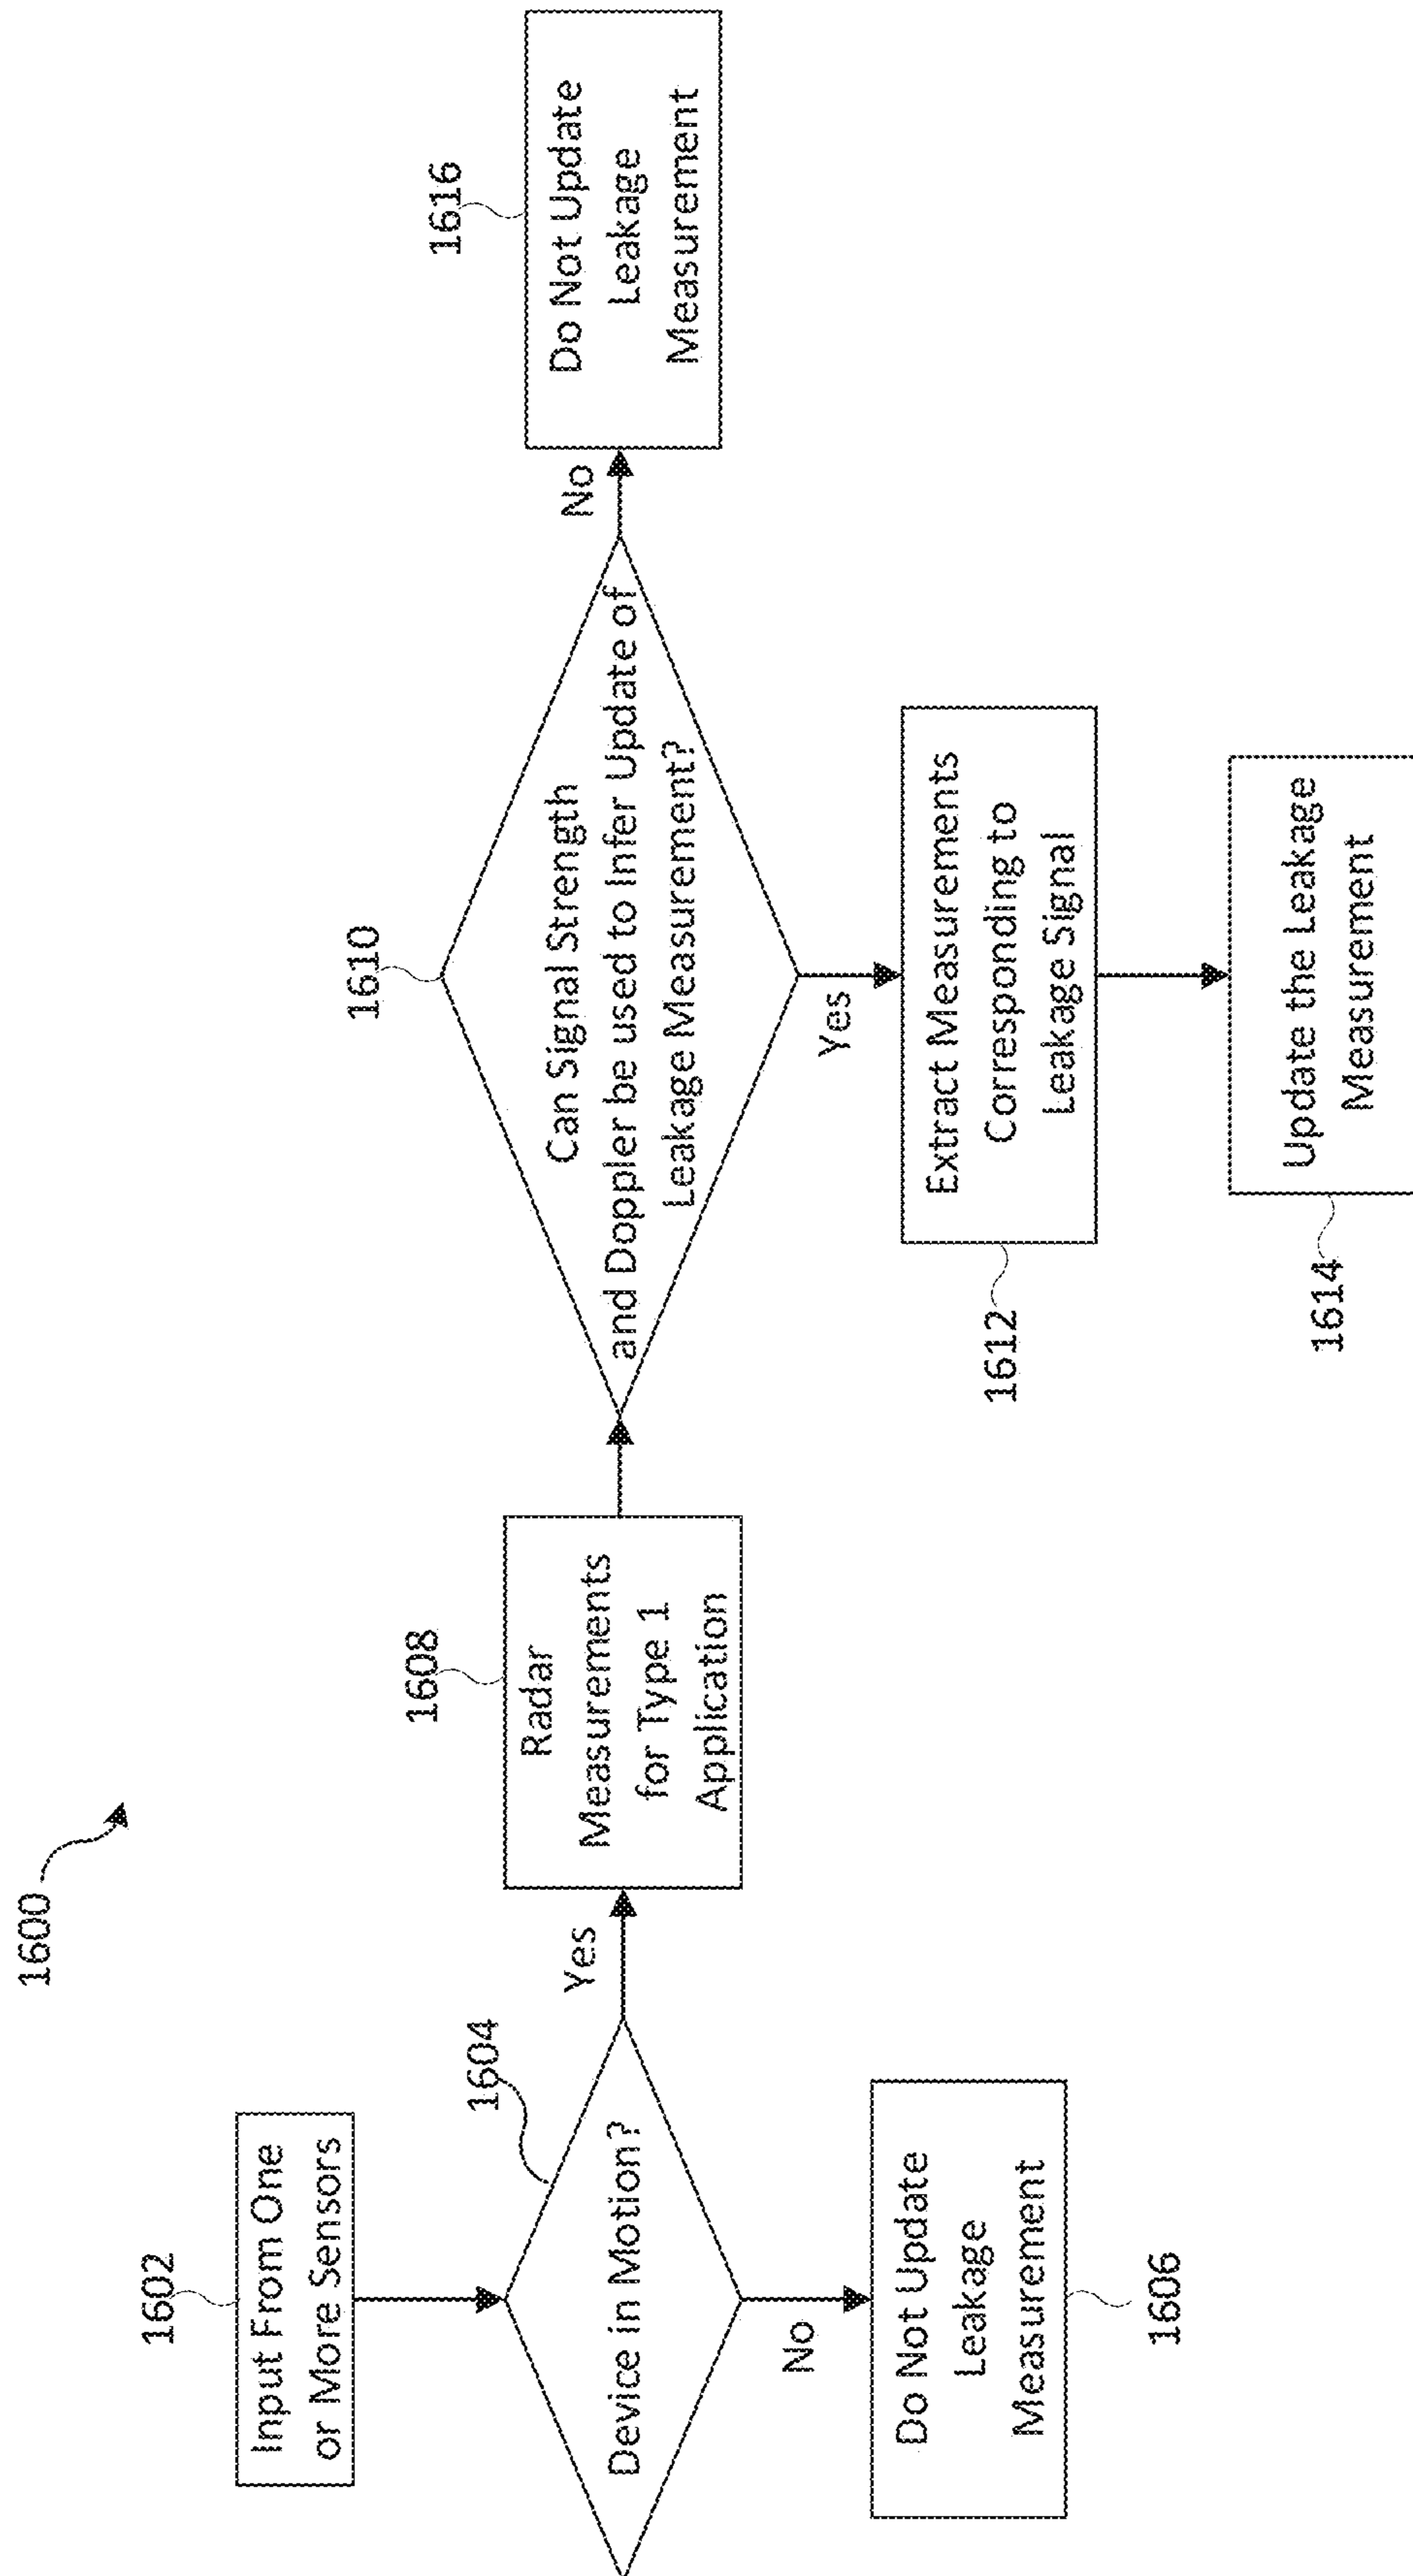 1600
1602
Input From One
or More Sensors
1604
Device in Motion?
No
Do Not Update
Leakage
Measurement
1606
Yes
1608
Radar
Measurements
for Type 1
Application
1610
Can Signal Strength
and Doppler be used to Infer Update of
Leakage Measurement?
Yes
1612
Extract Measurements
Corresponding to
Leakage Signal
1614
Update the Leakage
Measurement
No
1616
Do Not Update
Leakage
Measurement